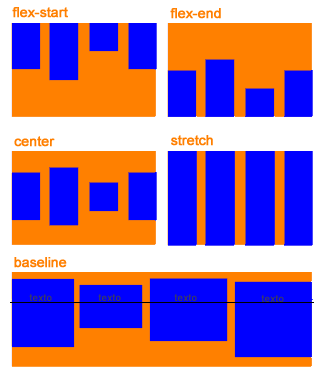 flex-start
flex-end
center
stretch
baseline
texto texto texto texto